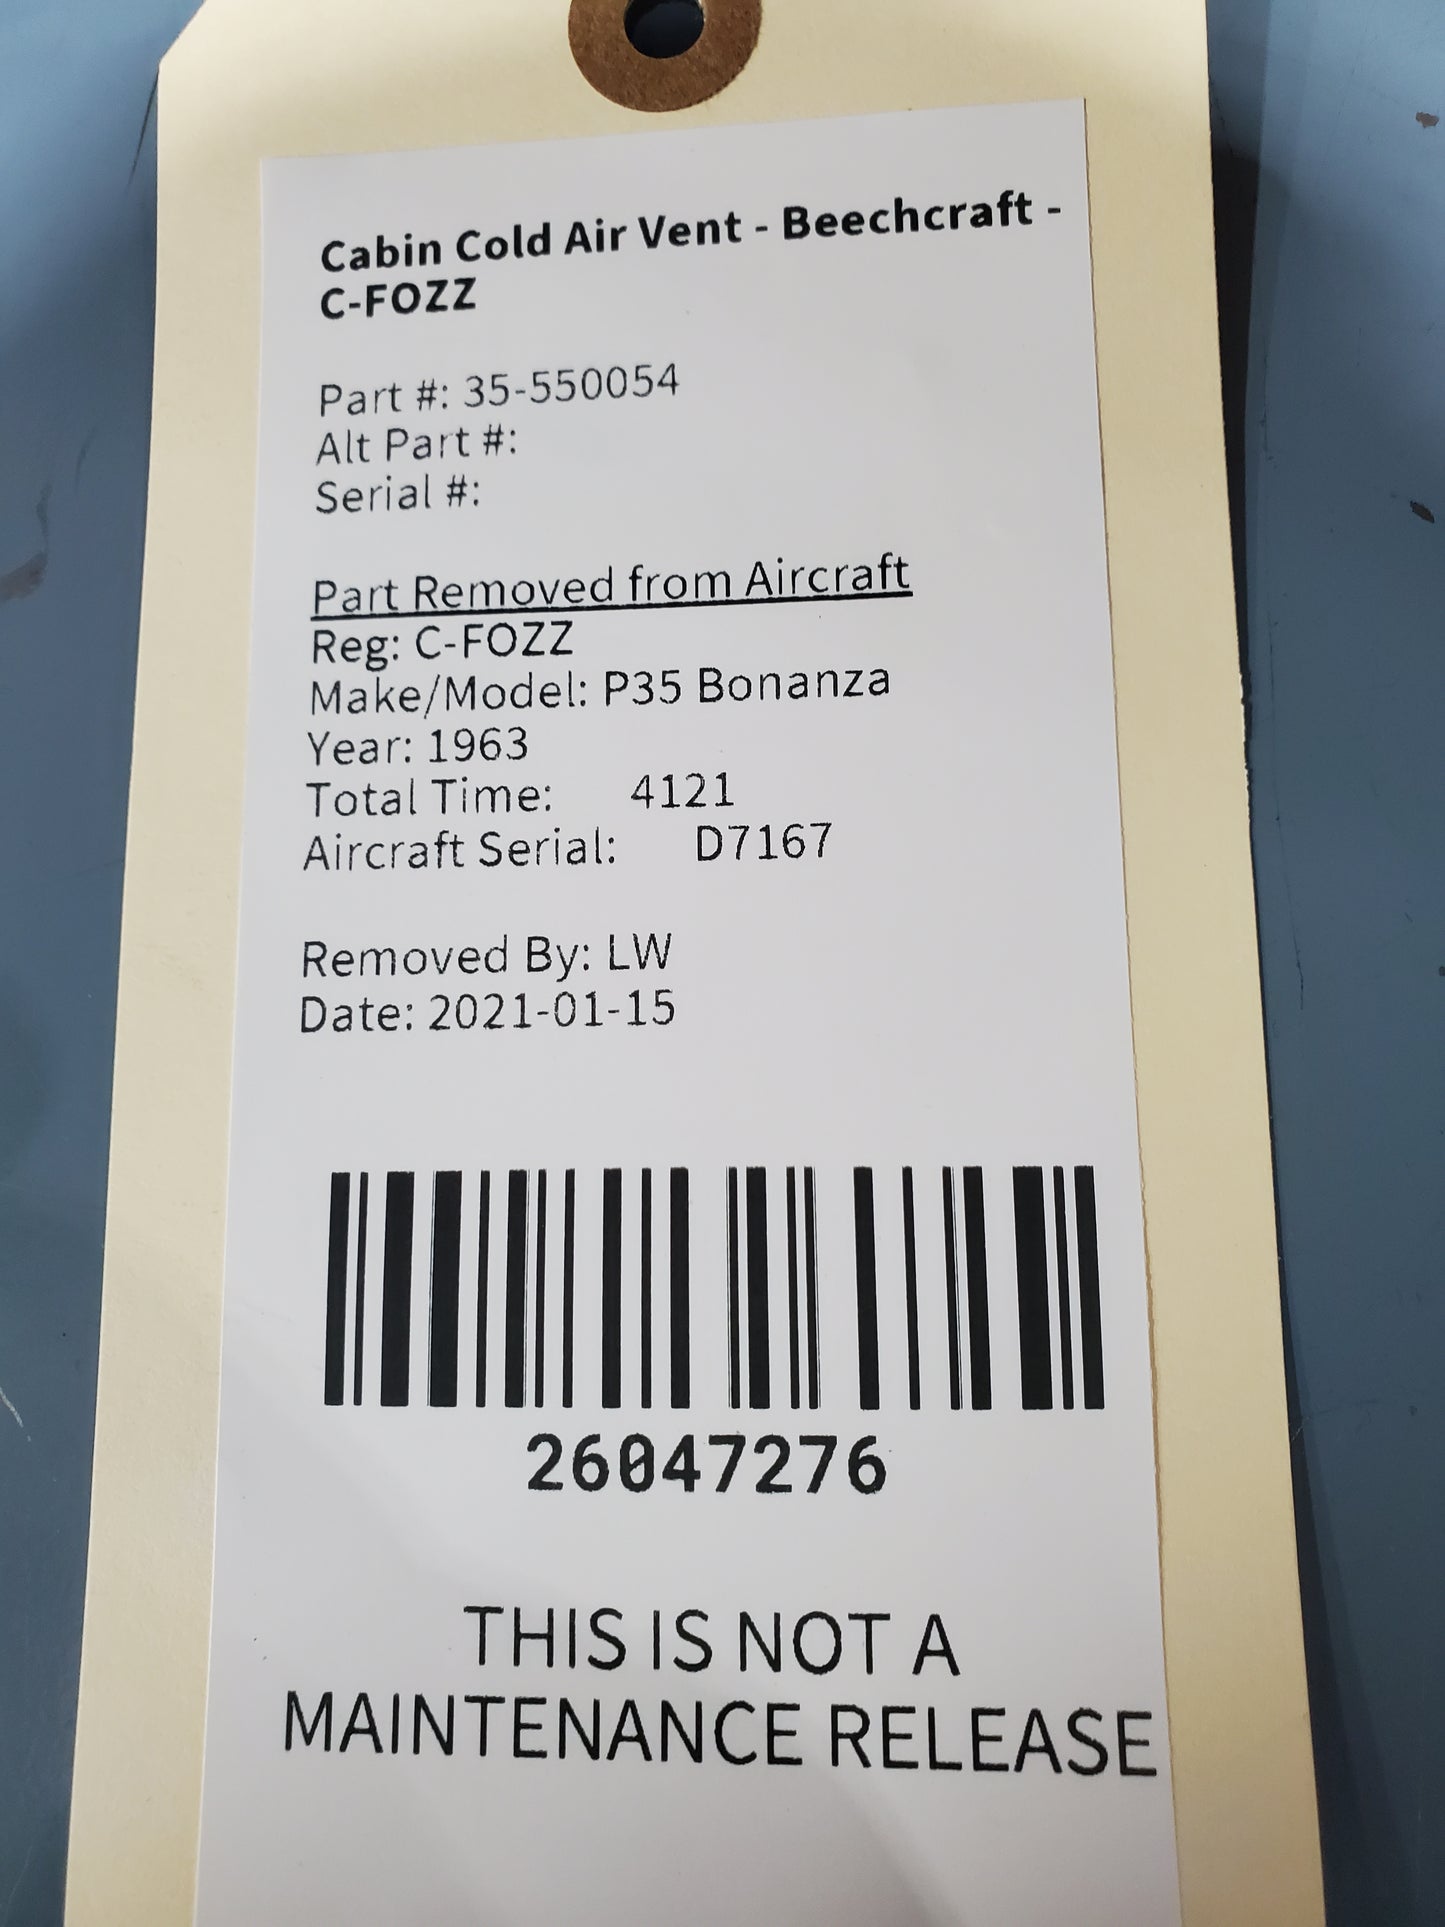 Cabin Cold Air Vent - Beechcraft -
C-FOZZ
Part #: 35-550054
Alt Part #:
Serial #:
Part Removed from Aircraft
Reg: C-FOZZ
Make/Model: P35 Bonanza
Year: 1963
Total Time: 4121
Aircraft Serial: D7167
Removed By: LW
Date: 2021-01-15
26047276
THIS IS NOT A
MAINTENANCE RELEASE